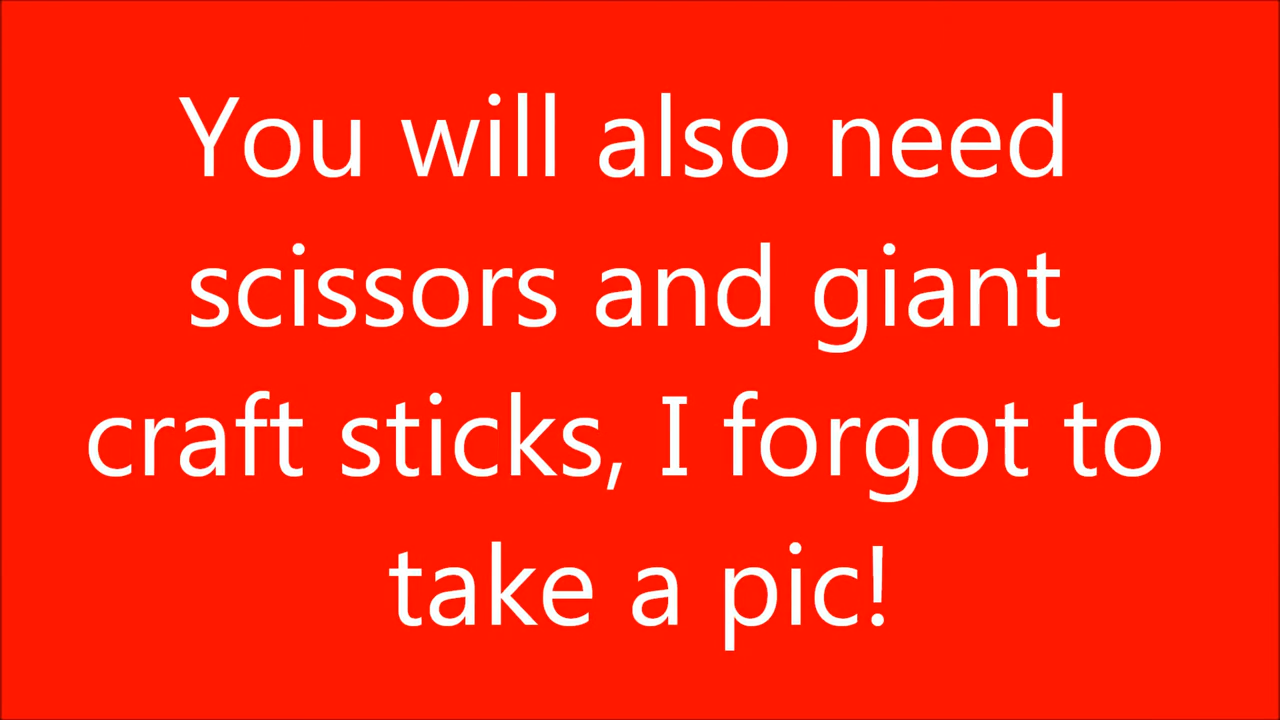 You will also need
scissors and giant
craft sticks, I forgot to
take a pic!